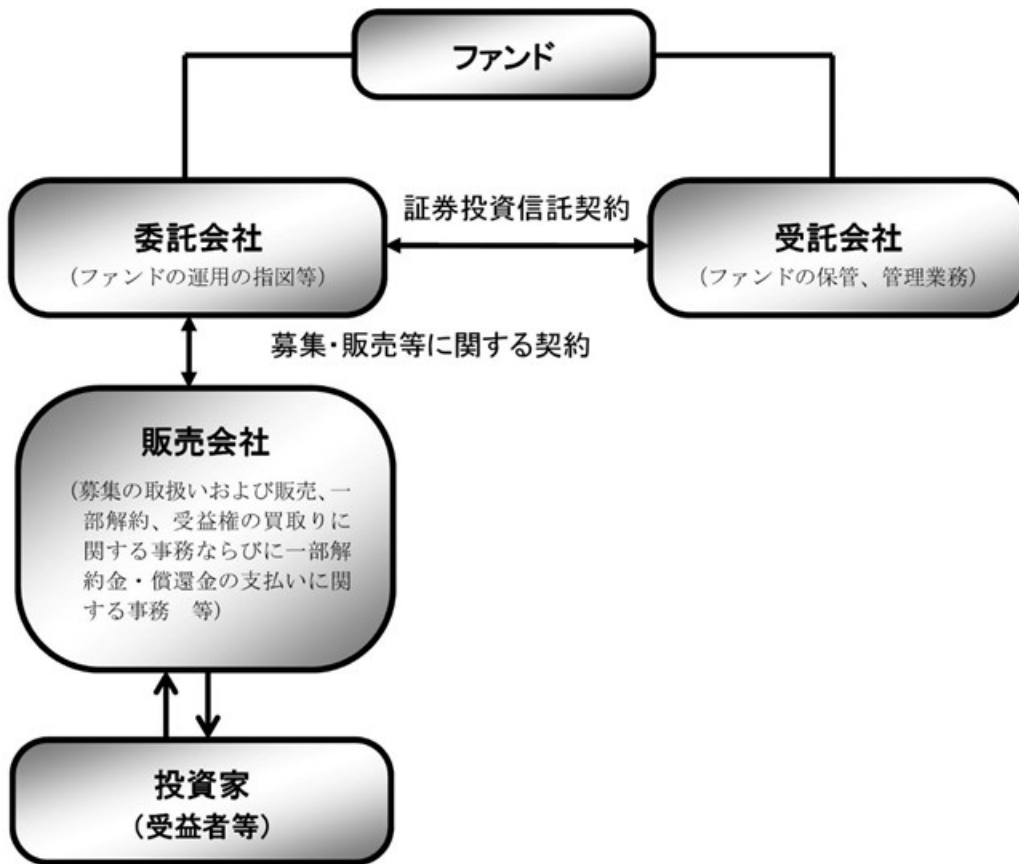 ファンド
委託会社
（ファンドの運用の指図等）
証券投資信託契約
受託会社
（ファンドの保管、管理業務）
募集・販売等に関する契約
販売会社
（募集の取扱いおよび販売、一
部解約、受益権の買取りに
関する事務ならびに一部解
約金・償還金の支払いに関
する事務　等）
投資家
（受益者等）